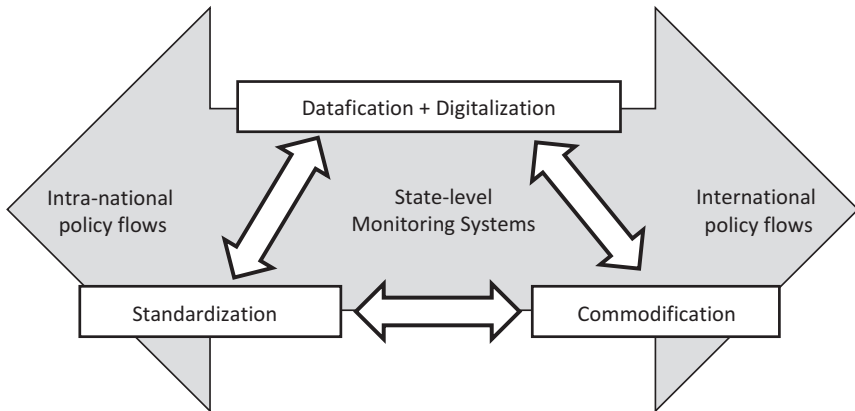 Datafication + Digitalization
Intra-national
policy flows
State-level
Monitoring Systems
International
policy flows
Standardization
Commodification